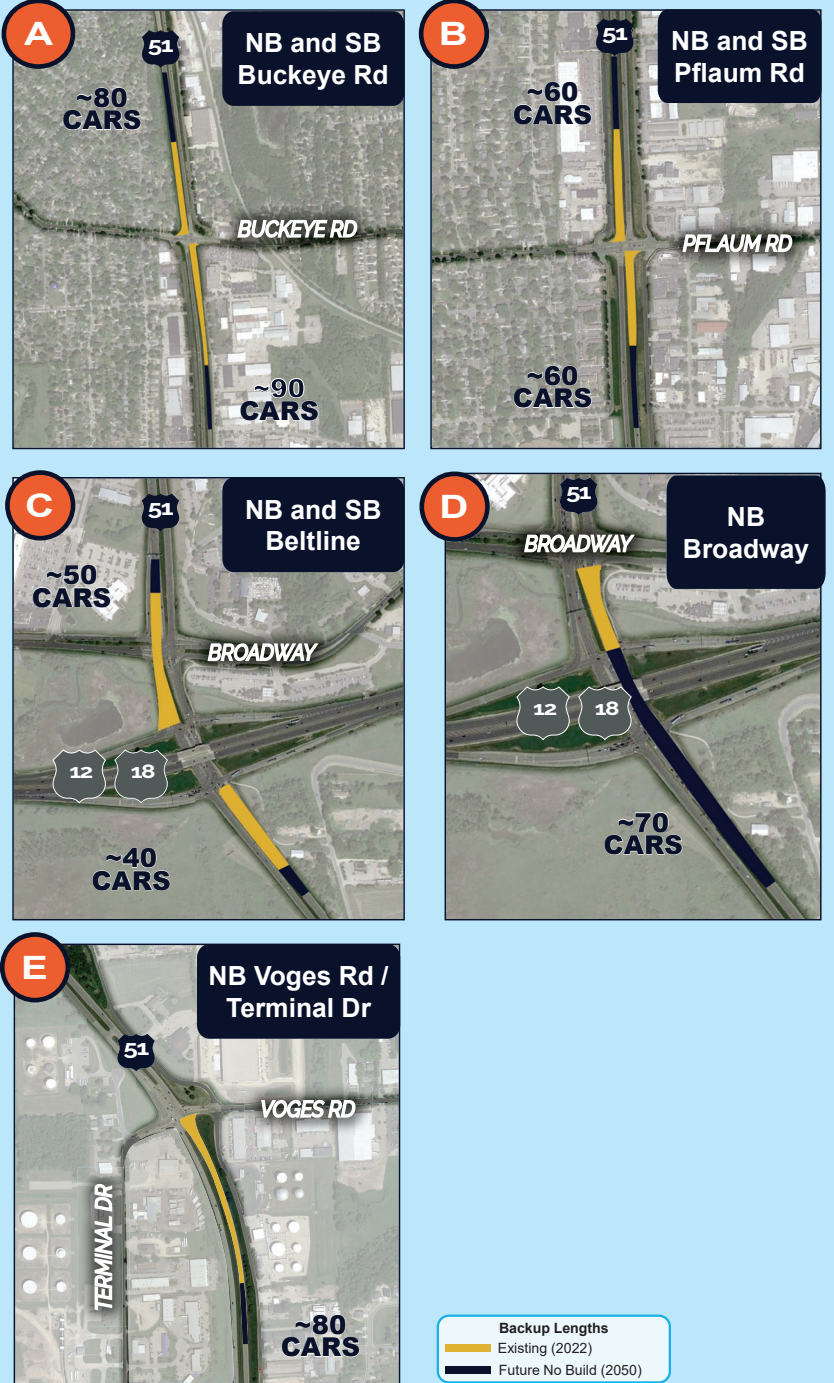 A
51
NB and SB
Buckeye Rd
~80
CARS
BUCKEYE RD
~90
CARS
B
51
NB and SB
Pflaum Rd
~60
CARS
PFLAUM RD
~60
CARS
C
51
NB and SB
Beltline
~50
CARS
BROADWAY
12
18
~40
CARS
D
51
NB
Broadway
BROADWAY
12
18
~70
CARS
E
NB Voges Rd /
Terminal Dr
51
VOGES RD
TERMINAL DR
~80
CARS
Backup Lengths
Existing (2022)
Future No Build (2050)